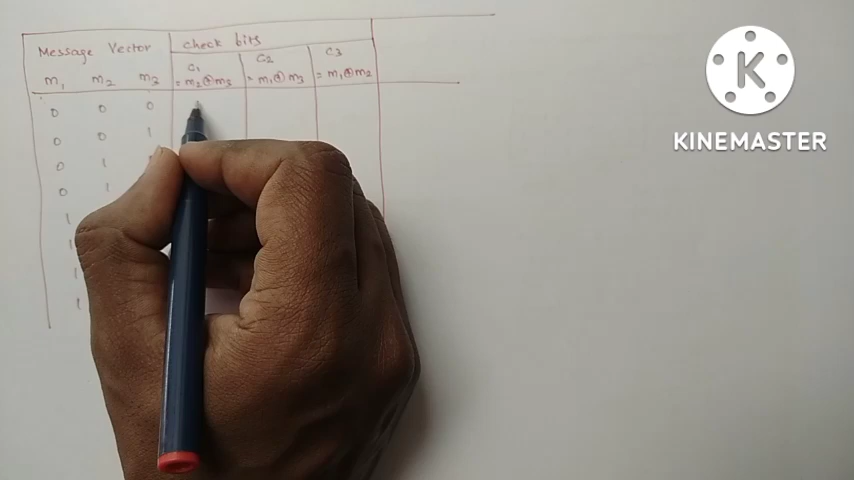 Message Vector check bits
m1 m2 m3 C1 = m2⊕m3 C2 = m1⊕m3 C3 = m1⊕m2
0 0 0
0 0 1
0 1
0 1
1
1
1
1
K
KINEMASTER